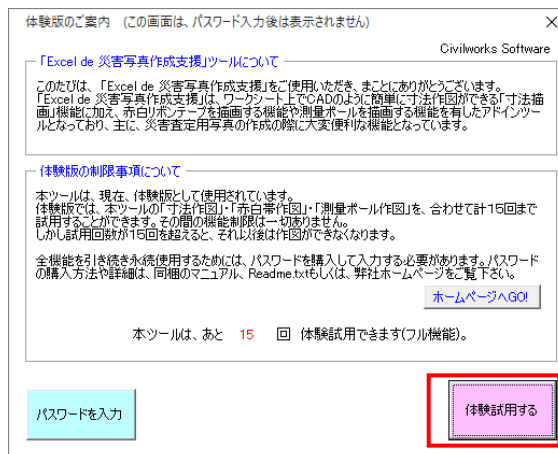 体験版のご案内　(この画面は、パスワード入力後は表示されません)
Civilworks Software
「Excel de 災害写真作成支援」ツールについて
このたびは、「Excel de 災害写真作成支援」をご使用いただき、まことにありがとうございます。
「Excel de 災害写真作成支援」は、ワークシート上でCADのように簡単に寸法作図ができる「寸法描
画」機能に加え、赤白リボンテープを描画する機能や測量ポールを描画する機能を有したアドインツー
ルとなっており、主に、災害査定用写真の作成の際に大変便利な機能となっています。
体験版の制限事項について
本ツールは、現在、体験版として使用されています。
体験版では、本ツールの「寸法作図」・「赤白帯作図」・「測量ポール作図」を、合わせて計15回まで
試用することができます。その間の機能制限は一切ありません。
しかし試用回数が15回を超えると、それ以後は作図ができなくなります。
全機能を引き続き永続使用するためには、パスワードを購入して入力する必要があります。パスワード
の購入方法や詳細は、同梱のマニュアル、Readme.txtもしくは、弊社ホームページをご覧下さい。
ホームページへGO!
本ツールは、あと 15 回 体験試用できます(フル機能)。
パスワードを入力
体験試用する